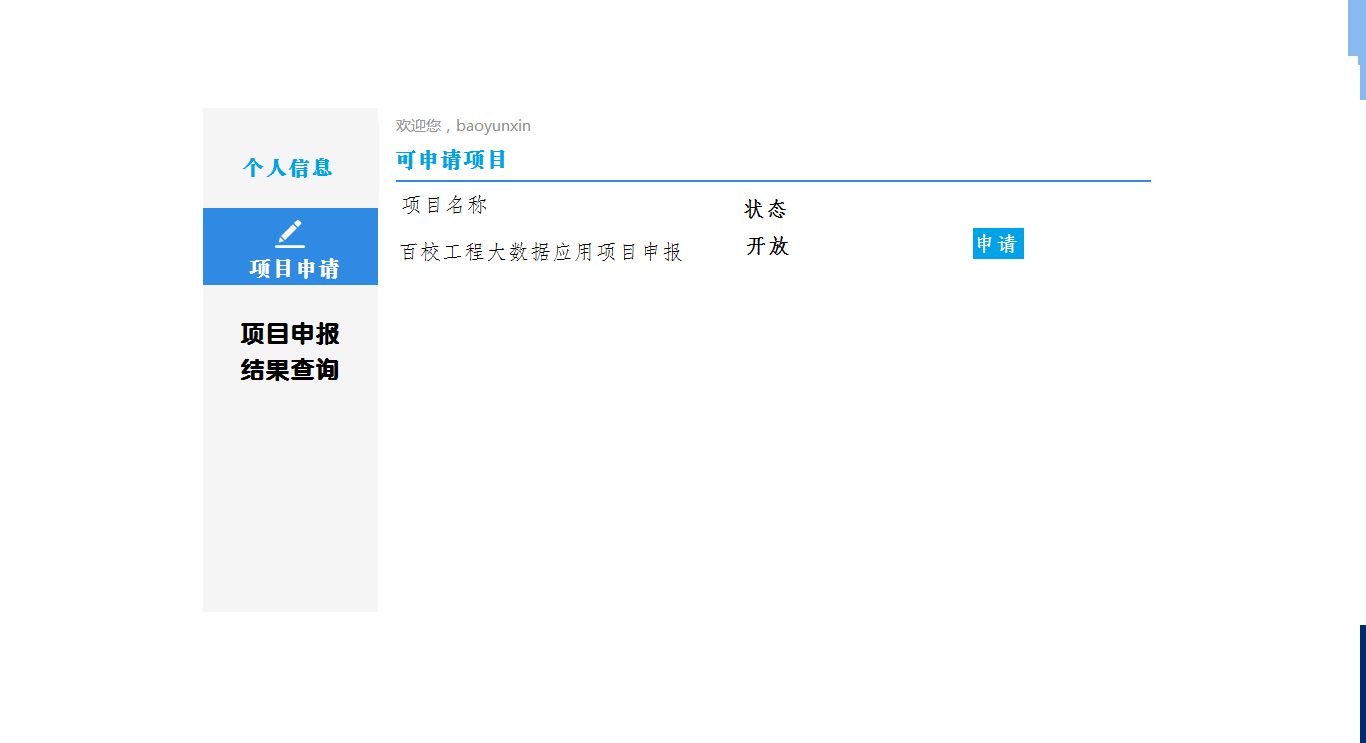 个人信息
项目申请
项目申报
结果查询
欢迎您，baoyunxin
可申请项目
项目名称 状态
百校工程大数据应用项目申报 开放 申请